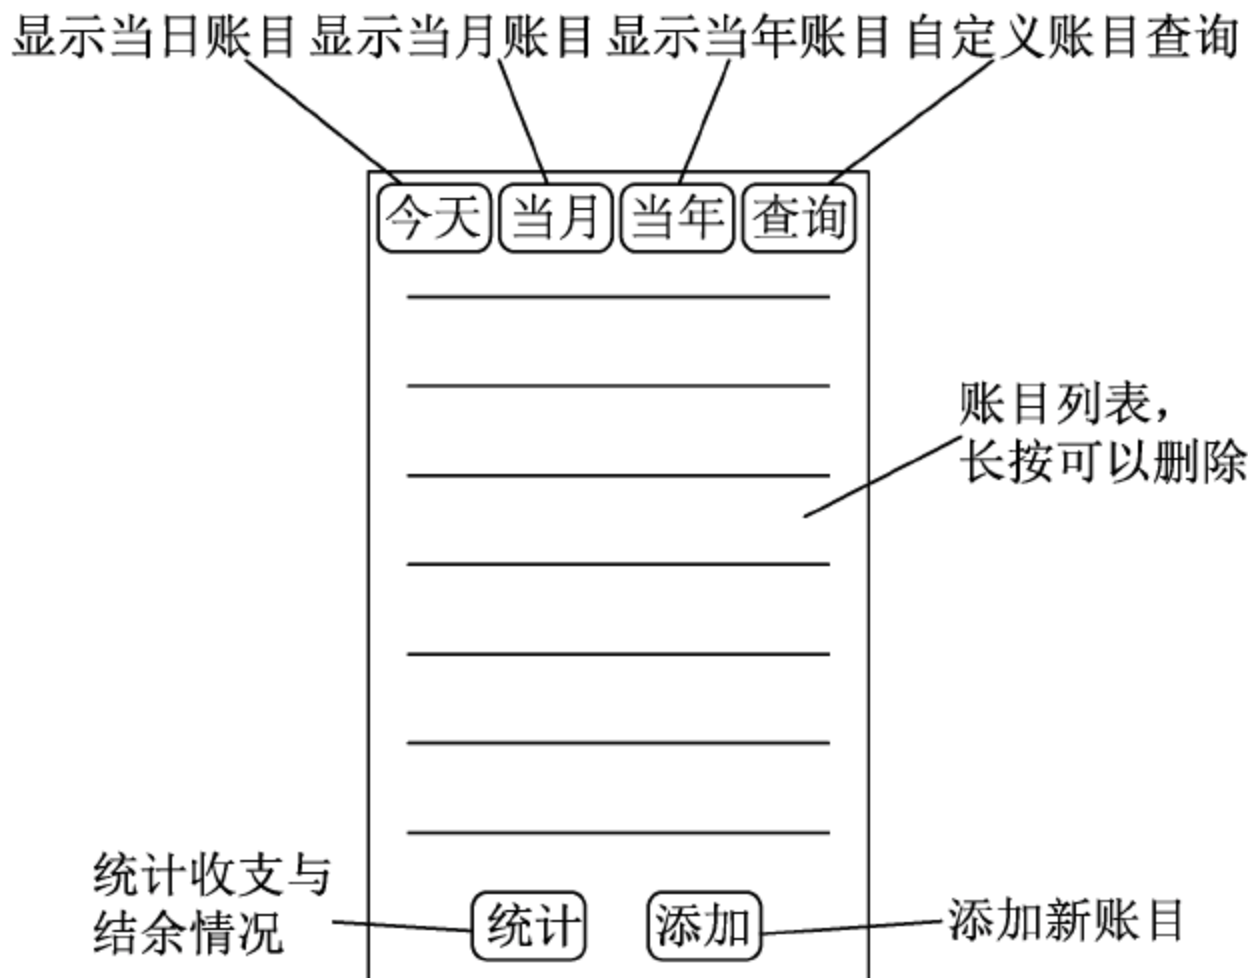 显示当日账目 显示当月账目 显示当年账目 自定义账目查询
今天 当月 当年 查询
账目列表，
长按可以删除
统计收支与
结余情况
统计 添加
添加新账目